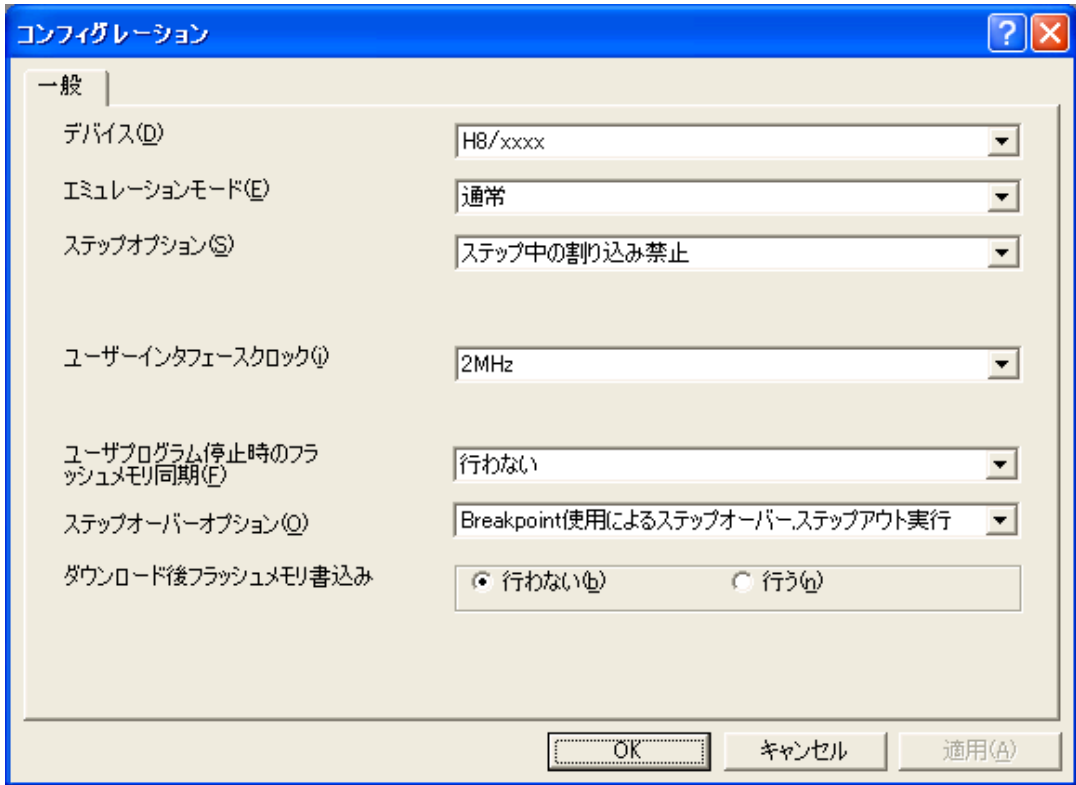 コンフィグレーション
一般
デバイス(D)
H8/xxxx
エミュレーションモード(E)
通常
ステップオプション(S)
ステップ中の割り込み禁止
ユーザーインタフェースクロック(i)
2MHz
ユーザプログラム停止時のフラ
ッシュメモリ同期(F)
行わない
ステップオーバーオプション(O)
Breakpoint使用によるステップオーバー,ステップアウト実行
ダウンロード後フラッシュメモリ書込み
行わない(b)
行う(n)
OK
キャンセル
適用(A)